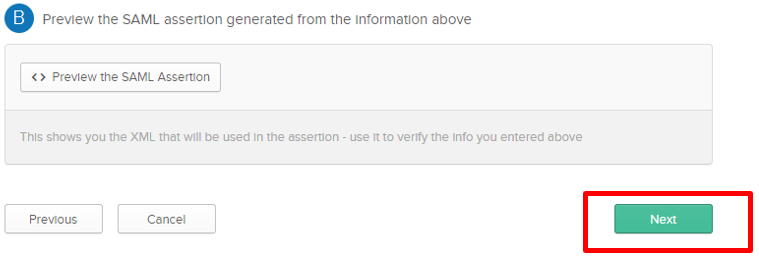 B Preview the SAML assertion generated from the information above
<> Preview the SAML Assertion
This shows you the XML that will be used in the assertion - use it to verify the info you entered above
Previous Cancel Next